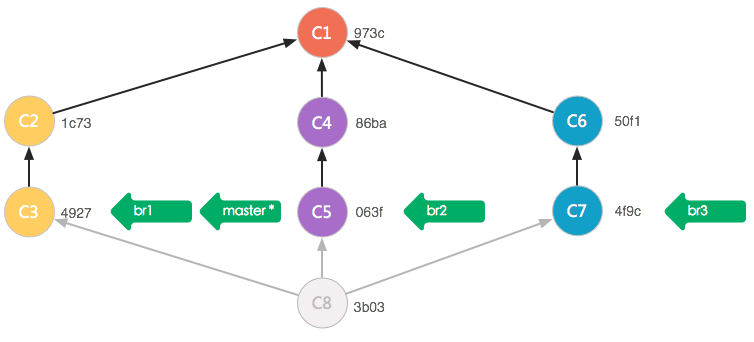 C1 973c
C2 1c73
C4 86ba
C6 50f1
C3 4927
br1
master *
C5 063f
br2
C7 4f9c
br3
C8 3b03